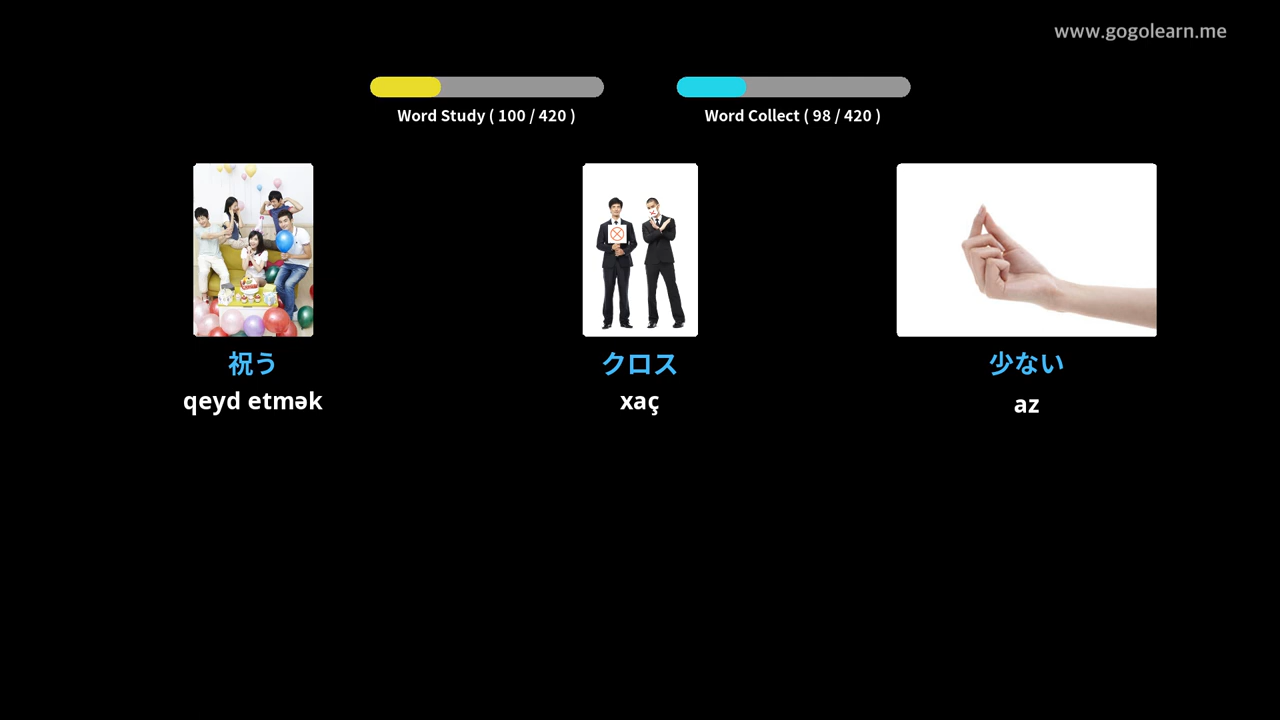 www.gogolearn.me
Word Study ( 100 / 420 )
Word Collect ( 98 / 420 )
祝う
qeyd etmək
クロス
xaç
少ない
az